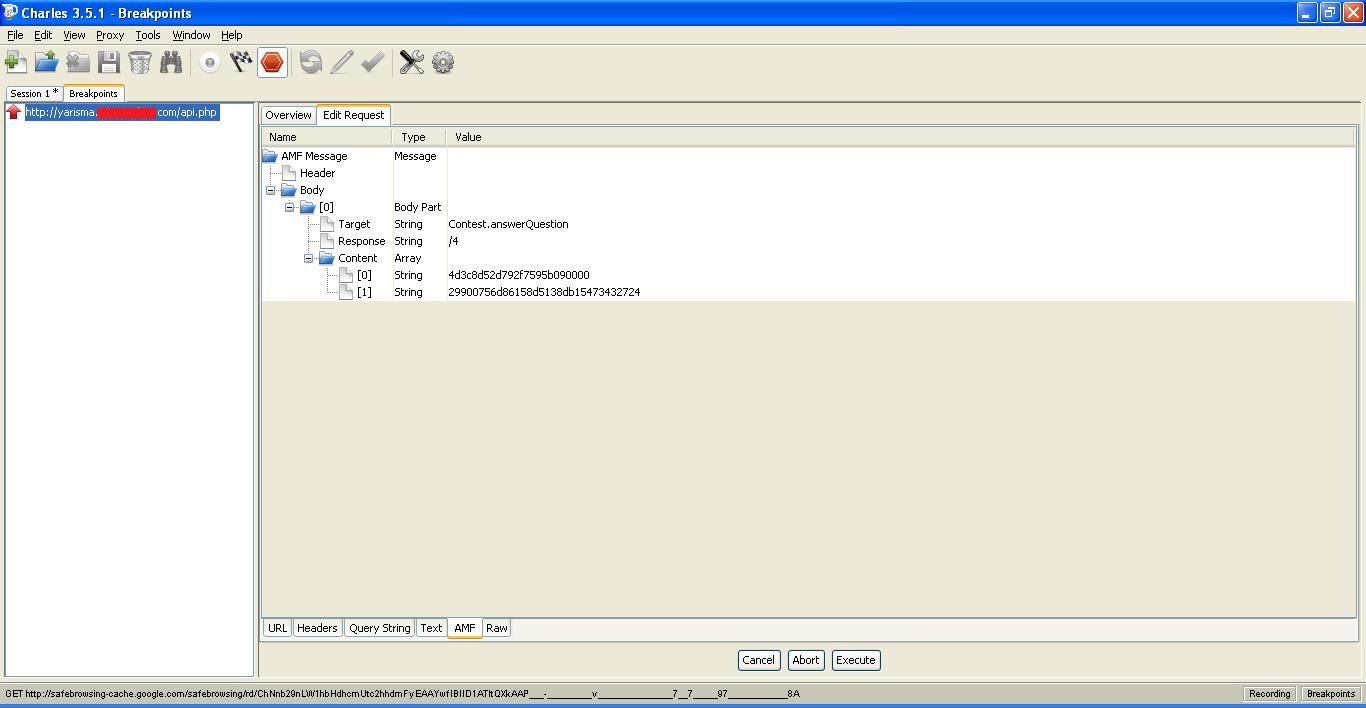 Charles 3.5.1 - Breakpoints
File Edit View Proxy Tools Window Help
Session 1 * Breakpoints
http://yarisma. com/api.php
Overview Edit Request
Name Type Value
AMF Message Message
Header
Body
[0] Body Part
Target String Contest.answerQuestion
Response String /4
Content Array
[0] String 4d3c8d52d792f7595b090000
[1] String 29900756d86158d5138db15473432724
URL Headers Query String Text AMF Raw
Cancel Abort Execute
GET Recording Breakpoints